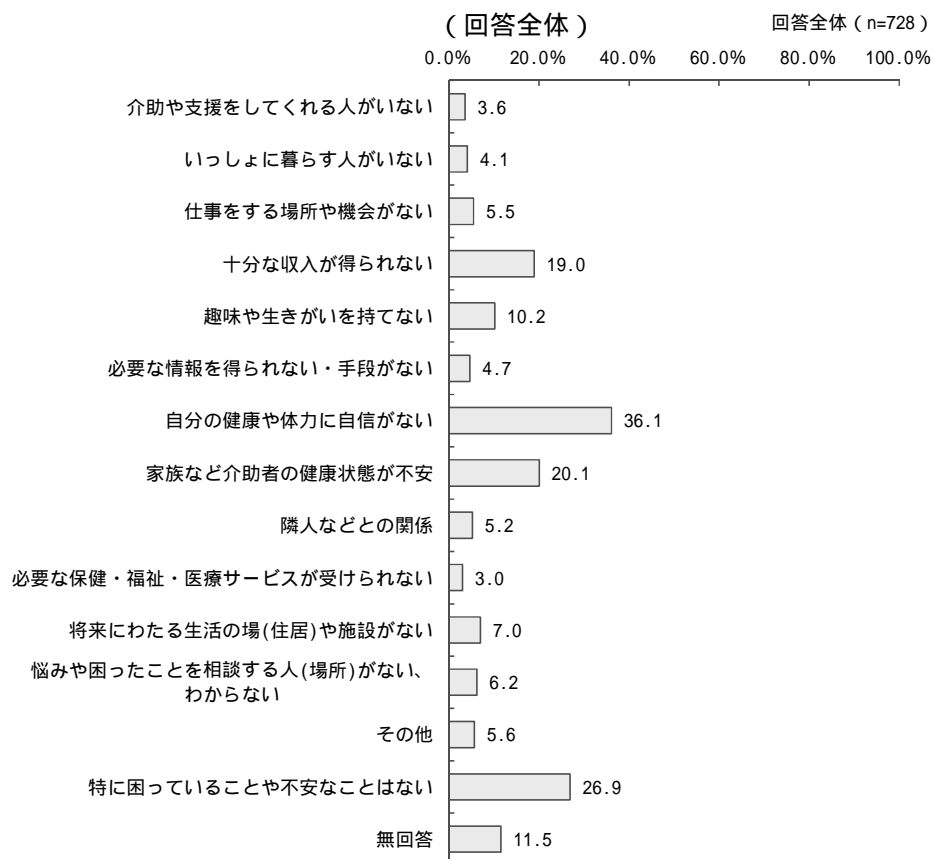 （回答全体）
回答全体（n=728）
0.0% 20.0% 40.0% 60.0% 80.0% 100.0%
介助や支援をしてくれる人がいない 3.6
いっしょに暮らす人がいない 4.1
仕事をする場所や機会がない 5.5
十分な収入が得られない 19.0
趣味や生きがいを持てない 10.2
必要な情報を得られない・手段がない 4.7
自分の健康や体力に自信がない 36.1
家族など介助者の健康状態が不安 20.1
隣人などとの関係 5.2
必要な保健・福祉・医療サービスが受けられない 3.0
将来にわたる生活の場(住居)や施設がない 7.0
悩みや困ったことを相談する人(場所)がない、
わからない 6.2
その他 5.6
特に困っていることや不安なことはない 26.9
無回答 11.5